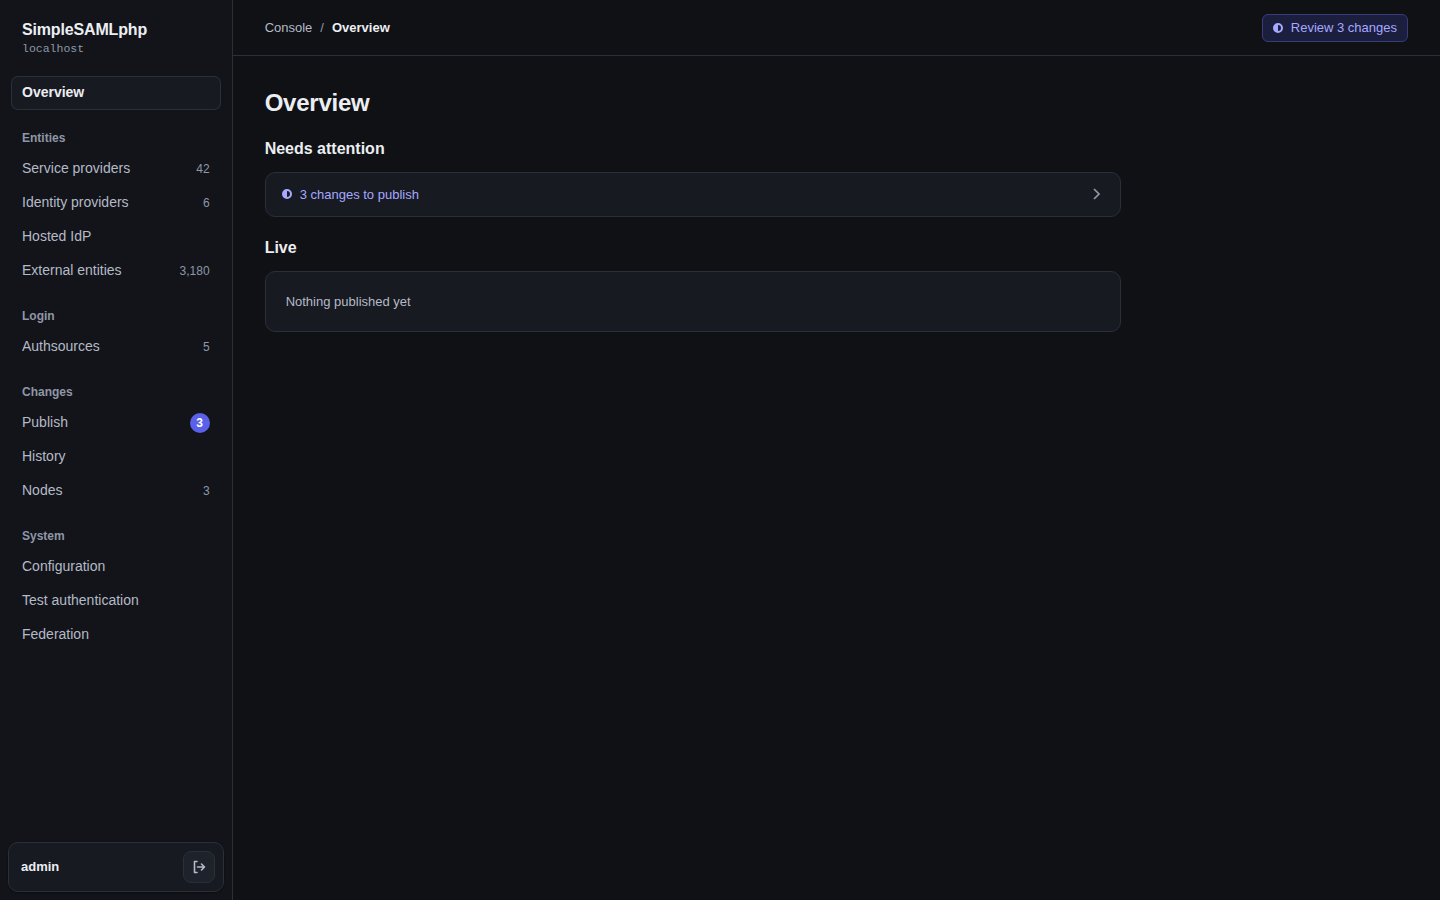 SimpleSAMLphp
localhost
Overview
Entities
Service providers 42
Identity providers 6
Hosted IdP
External entities 3,180
Login
Authsources 5
Changes
Publish 3
History
Nodes 3
System
Configuration
Test authentication
Federation
admin
Console / Overview
Review 3 changes
Overview
Needs attention
3 changes to publish
Live
Nothing published yet